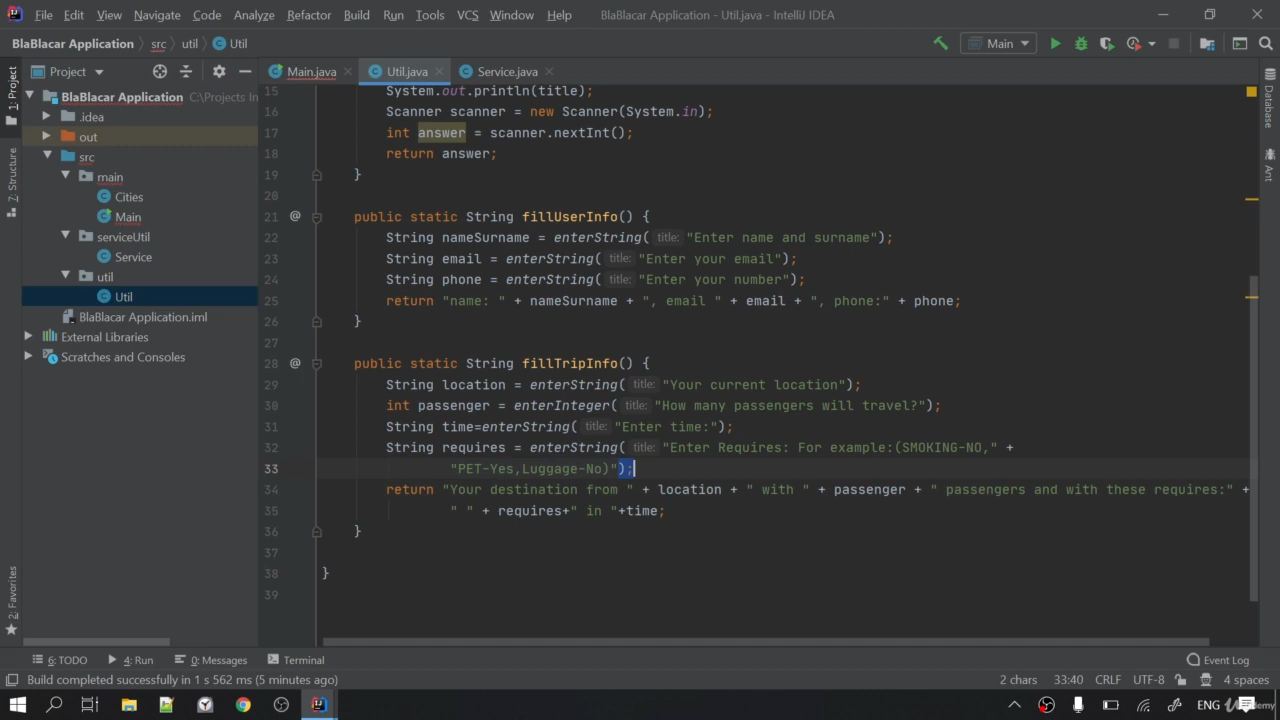 File Edit View Navigate Code Analyze Refactor Build Run Tools VCS Window Help BlaBlacar Application - Util.java - IntelliJ IDEA
BlaBlacar Application src util Util Main
Project Main.java Util.java Service.java
1: Project
7: Structure
2: Favorites
BlaBlacar Application C:\Projects In
.idea
out
src
main
Cities
Main
serviceUtil
Service
util
Util
BlaBlacar Application.iml
External Libraries
Scratches and Consoles
15 System.out.println(title);
16 Scanner scanner = new Scanner(System.in);
17 int answer = scanner.nextInt();
18 return answer;
19 }
20
21 @ public static String fillUserInfo() {
22 String nameSurname = enterString( title: "Enter name and surname");
23 String email = enterString( title: "Enter your email");
24 String phone = enterString( title: "Enter your number");
25 return "name: " + nameSurname + ", email " + email + ", phone:" + phone;
26 }
27
28 @ public static String fillTripInfo() {
29 String location = enterString( title: "Your current location");
30 int passenger = enterInteger( title: "How many passengers will travel?");
31 String time=enterString( title: "Enter time:");
32 String requires = enterString( title: "Enter Requires: For example:(SMOKING-NO," +
33 "PET-Yes,Luggage-No)");
34 return "Your destination from " + location + " with " + passenger + " passengers and with these requires:" +
35 " " + requires+" in "+time;
36 }
37
38 }
39
Database
Ant
6: TODO 4: Run 0: Messages Terminal Event Log
Build completed successfully in 1 s 562 ms (5 minutes ago) 2 chars 33:40 CRLF UTF-8 4 spaces
ENG
Udemy